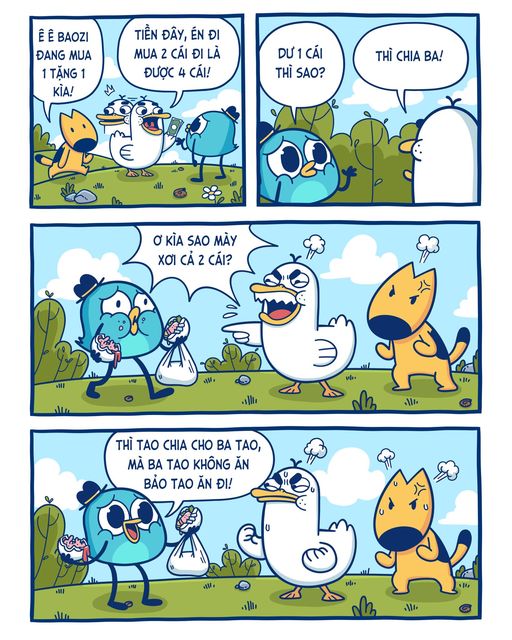 Ê Ê BAOZI
ĐANG MUA
1 TẶNG 1
KÌA!
TIỀN ĐÂY, ÉN ĐI
MUA 2 CÁI ĐI LÀ
ĐƯỢC 4 CÁI!
DƯ 1 CÁI
THÌ SAO?
THÌ CHIA BA!
Ơ KÌA SAO MÀY
XƠI CẢ 2 CÁI?
THÌ TAO CHIA CHO BA TAO,
MÀ BA TAO KHÔNG ĂN
BẢO TAO ĂN ĐI!